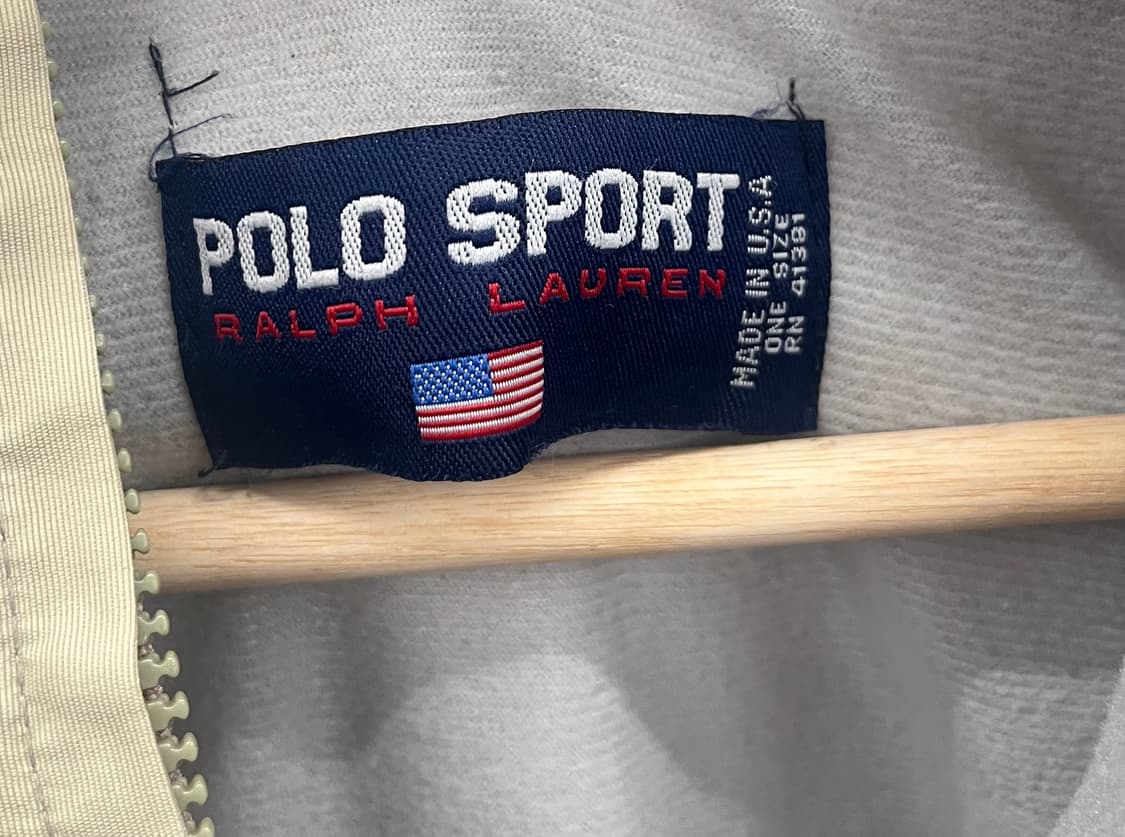 POLO SPORT
RALPH LAUREN
MADE IN U.S.A
ONE SIZE
RN 41381